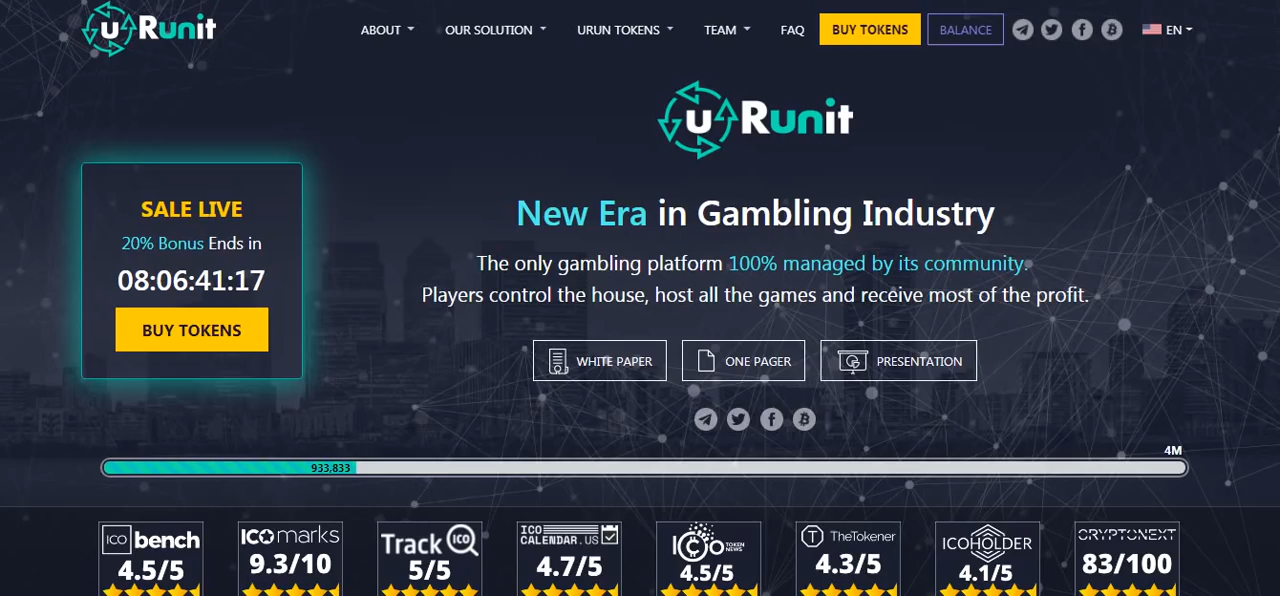 uRunit
ABOUT OUR SOLUTION URUN TOKENS TEAM FAQ BUY TOKENS BALANCE EN
uRunit
SALE LIVE
20% Bonus Ends in
08:06:41:17
BUY TOKENS
New Era in Gambling Industry
The only gambling platform 100% managed by its community.
Players control the house, host all the games and receive most of the profit.
WHITE PAPER ONE PAGER PRESENTATION
4M
933,833
ICO bench
4.5/5
ICOmarks
9.3/10
Track ICO
5/5
ICO
CALENDAR.US
4.7/5
ICO TOKEN NEWS
4.5/5
TheTokener
4.3/5
ICOHOLDER
4.1/5
CRYPTONEXT
83/100